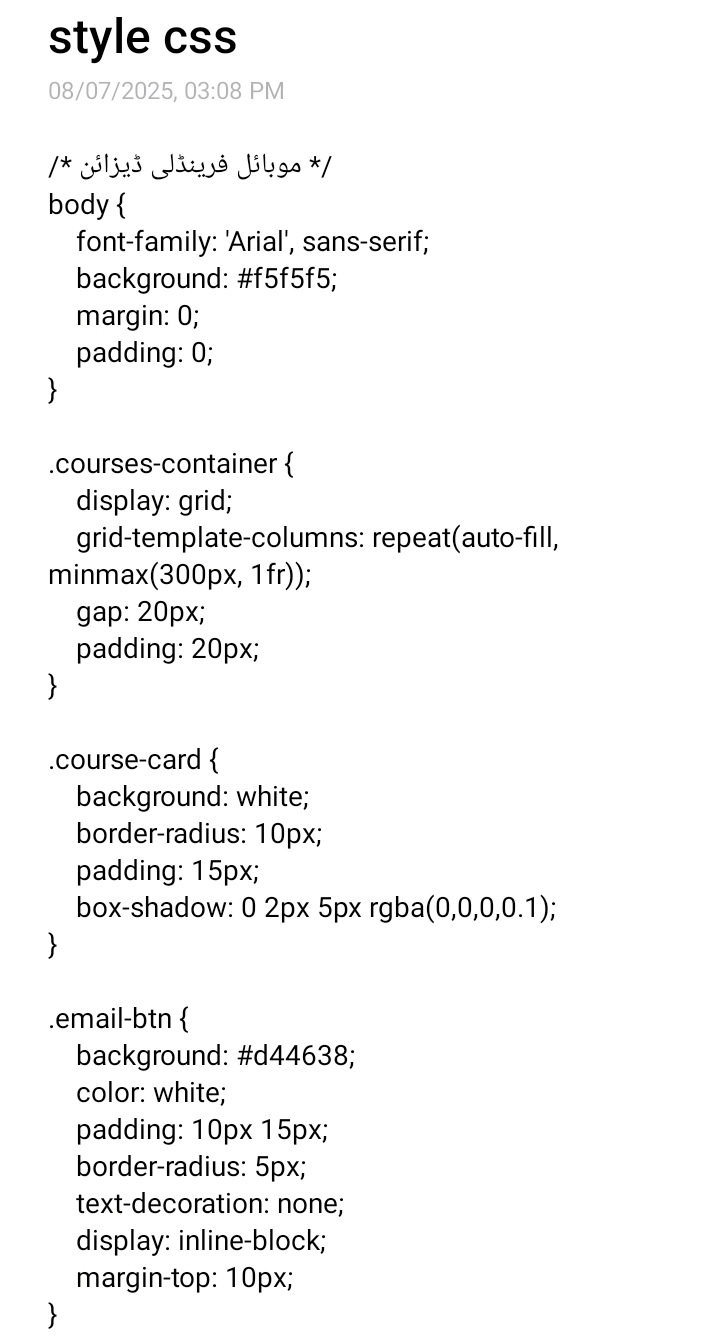 style css
08/07/2025, 03:08 PM
/* موبائل فرینڈلی ڈیزائن */
body {
    font-family: 'Arial', sans-serif;
    background: #f5f5f5;
    margin: 0;
    padding: 0;
}

.courses-container {
    display: grid;
    grid-template-columns: repeat(auto-fill,
minmax(300px, 1fr));
    gap: 20px;
    padding: 20px;
}

.course-card {
    background: white;
    border-radius: 10px;
    padding: 15px;
    box-shadow: 0 2px 5px rgba(0,0,0,0.1);
}

.email-btn {
    background: #d44638;
    color: white;
    padding: 10px 15px;
    border-radius: 5px;
    text-decoration: none;
    display: inline-block;
    margin-top: 10px;
}